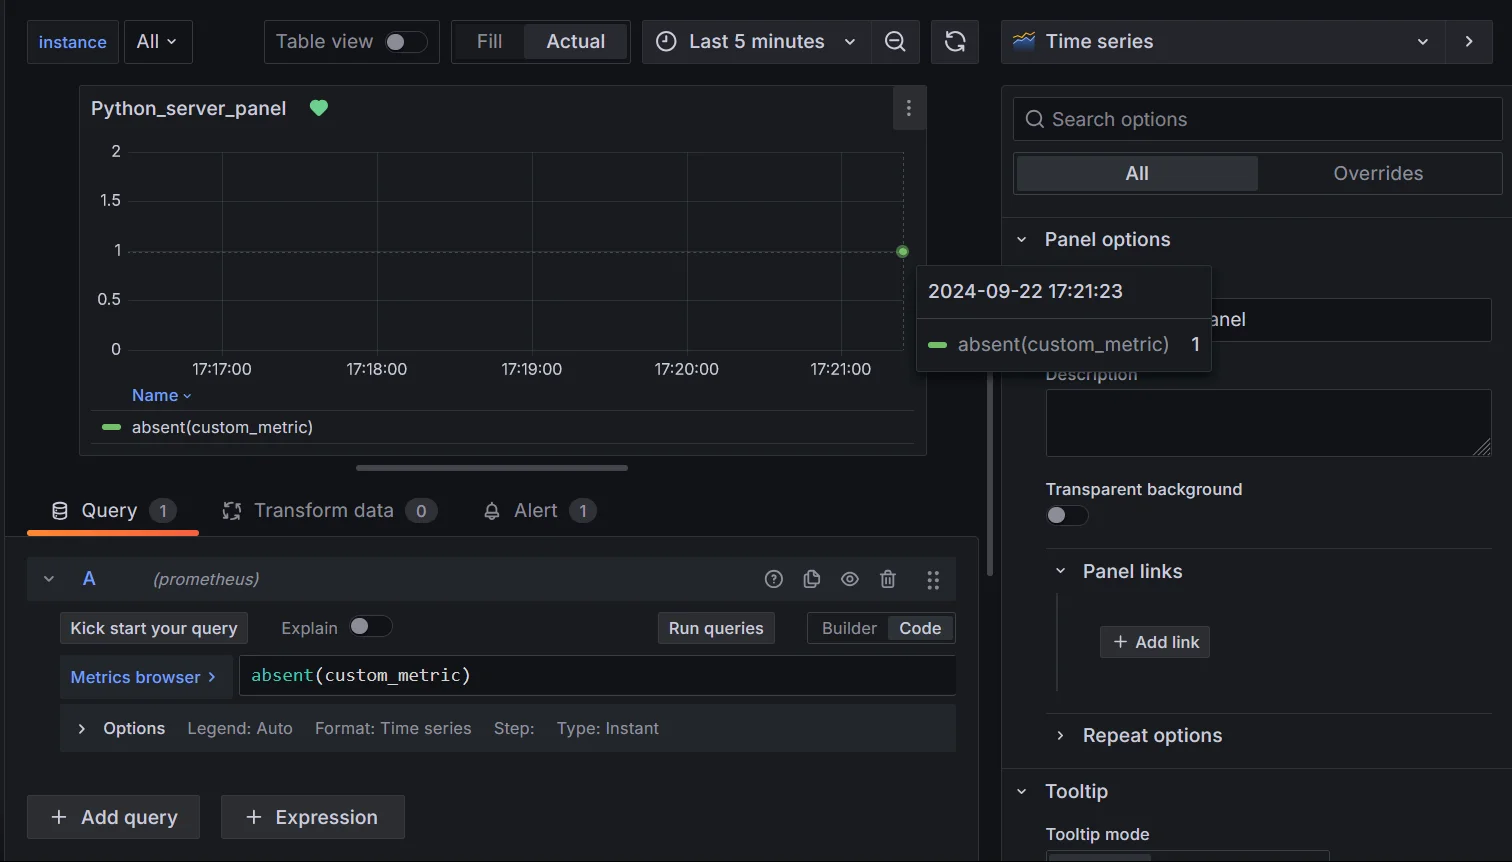 instance All Table view Fill Actual Last 5 minutes Time series
Python_server_panel
2
1.5
1
0.5
0
17:17:00 17:18:00 17:19:00 17:20:00 17:21:00
Name
absent(custom_metric)
2024-09-22 17:21:23
absent(custom_metric) 1
Query 1 Transform data 0 Alert 1
A (prometheus)
Kick start your query Explain Run queries Builder Code
Metrics browser > absent(custom_metric)
Options Legend: Auto Format: Time series Step: Type: Instant
+ Add query + Expression
Search options
All Overrides
Panel options
anel
Description
Transparent background
Panel links
+ Add link
Repeat options
Tooltip
Tooltip mode